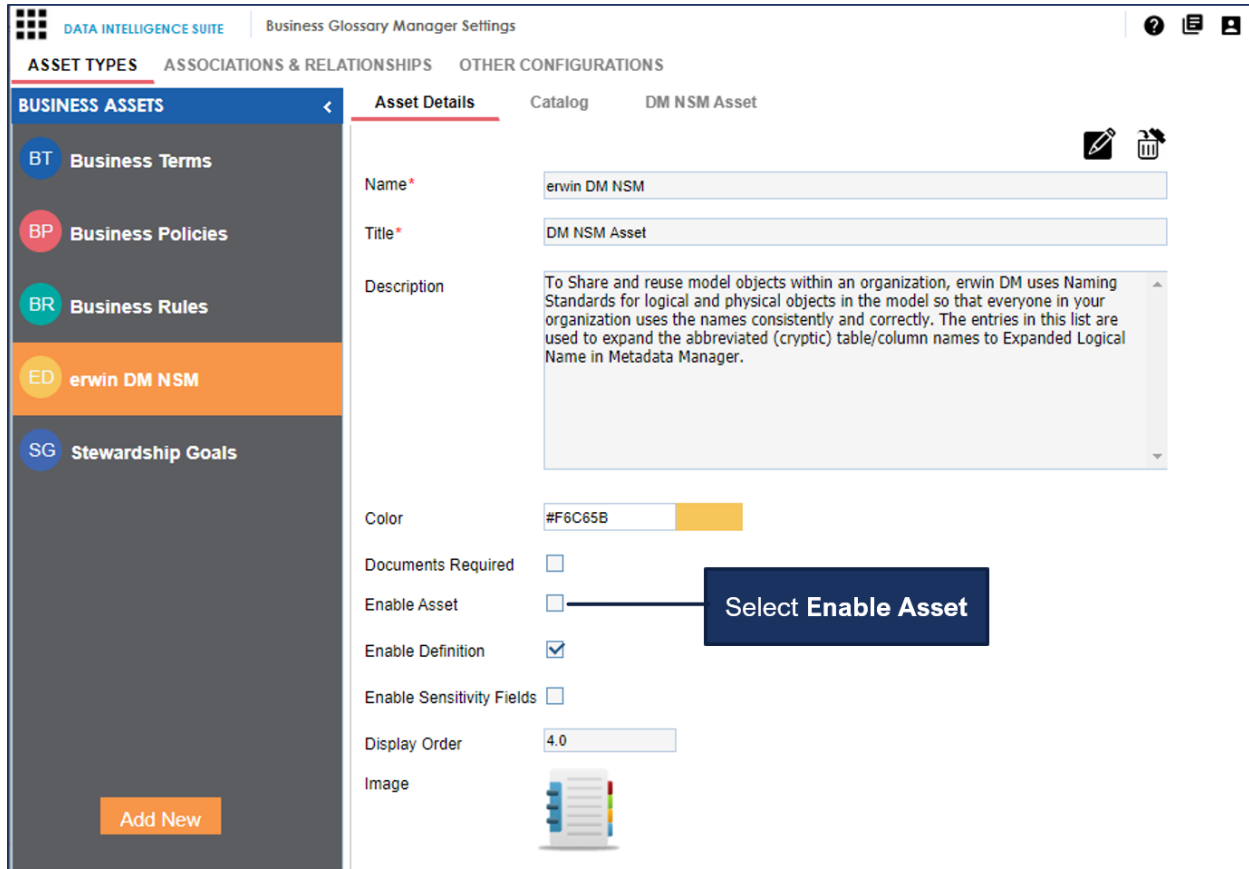 DATA INTELLIGENCE SUITE Business Glossary Manager Settings
ASSET TYPES ASSOCIATIONS & RELATIONSHIPS OTHER CONFIGURATIONS
BUSINESS ASSETS
Asset Details Catalog DM NSM Asset
BT Business Terms
BP Business Policies
BR Business Rules
ED erwin DM NSM
SG Stewardship Goals
Add New
Name* erwin DM NSM
Title* DM NSM Asset
Description
To Share and reuse model objects within an organization, erwin DM uses Naming
Standards for logical and physical objects in the model so that everyone in your
organization uses the names consistently and correctly. The entries in this list are
used to expand the abbreviated (cryptic) table/column names to Expanded Logical
Name in Metadata Manager.
Color #F6C65B
Documents Required
Enable Asset
Select Enable Asset
Enable Definition
Enable Sensitivity Fields
Display Order 4.0
Image